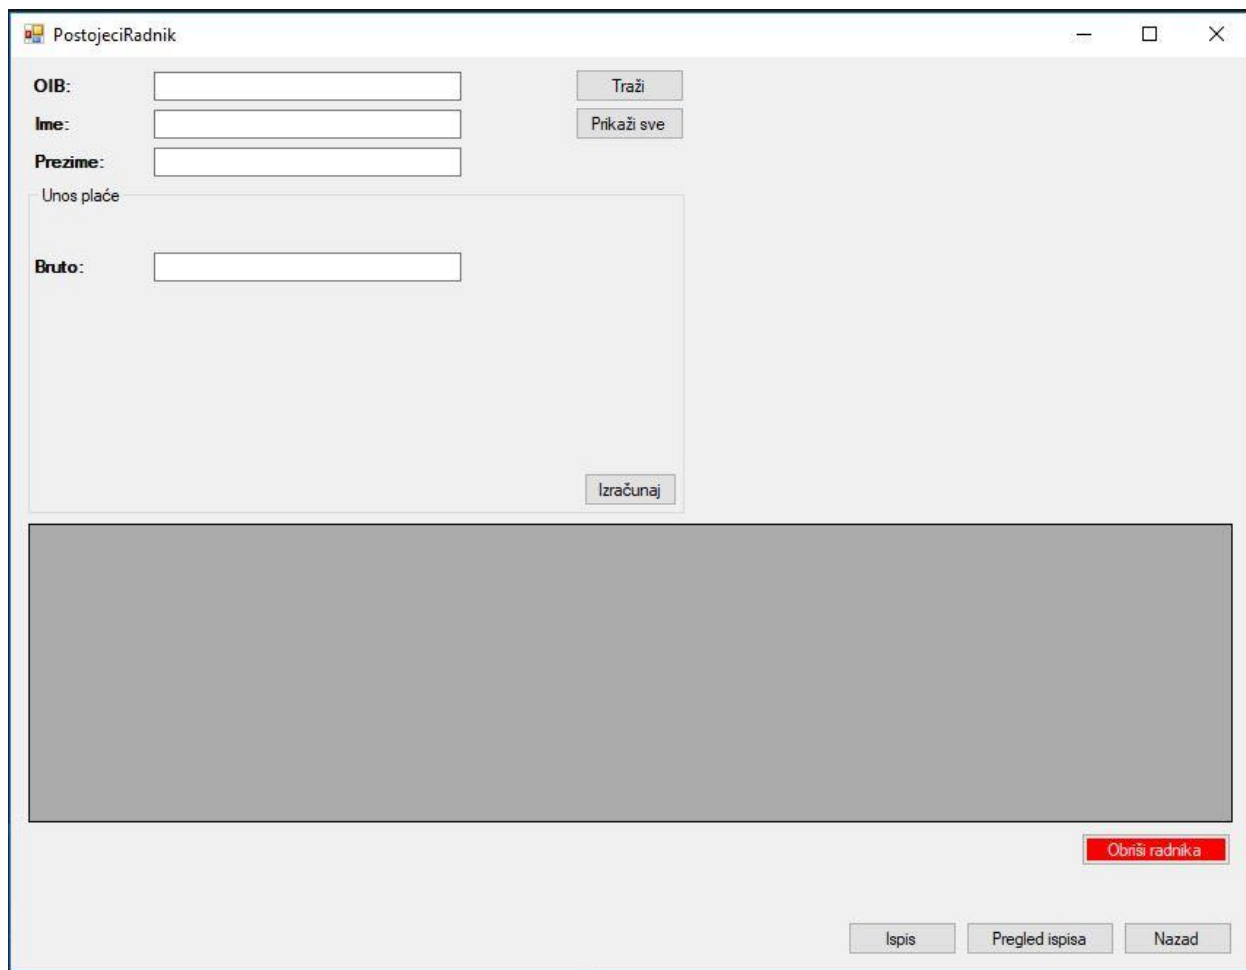 PostojeciRadnik
OIB: Traži
Ime: Prikaži sve
Prezime:
Unos plaće
Bruto:
Izračunaj
Obriši radnika
Ispis Pregled ispisa Nazad